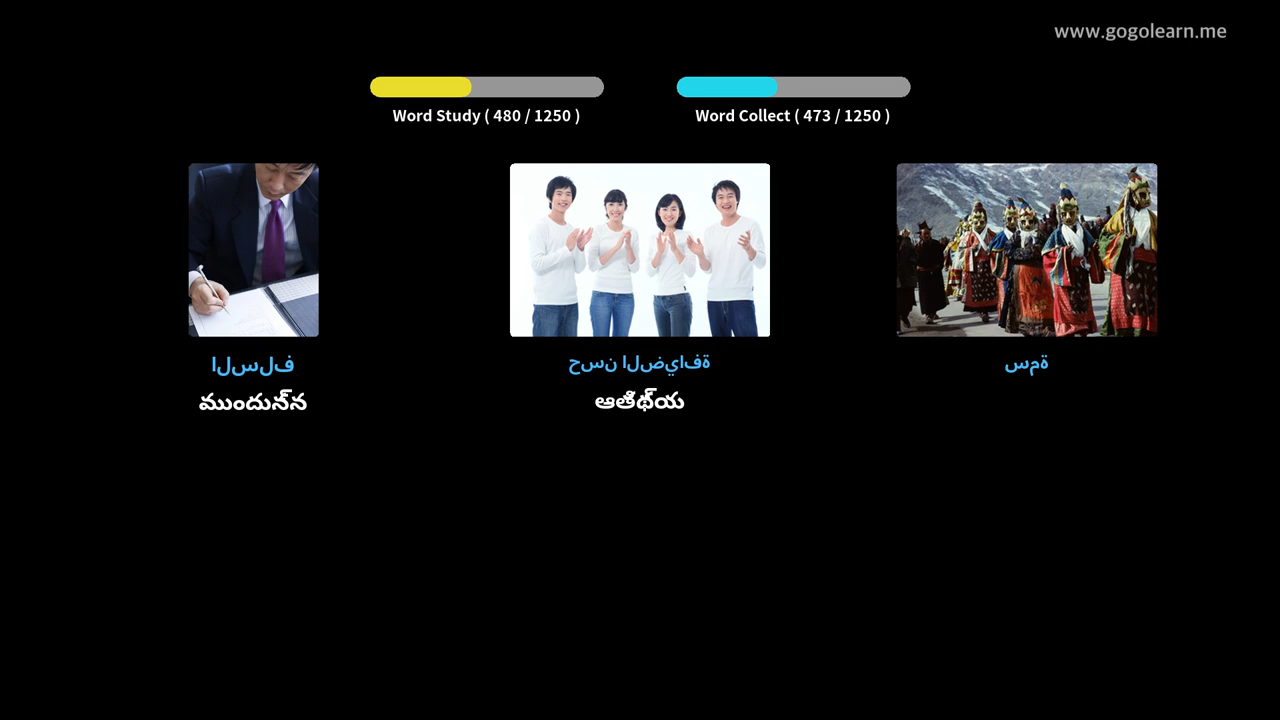 www.gogolearn.me
Word Study ( 480 / 1250 )
Word Collect ( 473 / 1250 )
السلف
حسن الضيافة
سمة
ముందున్న
ఆతిథ్య